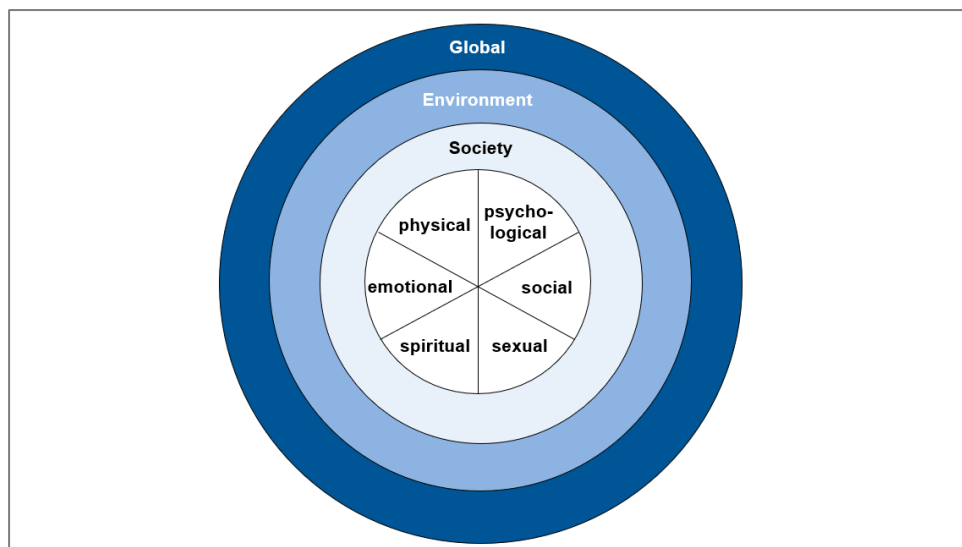 Global
Environment
Society
physical
psycho-
logical
emotional
social
spiritual
sexual